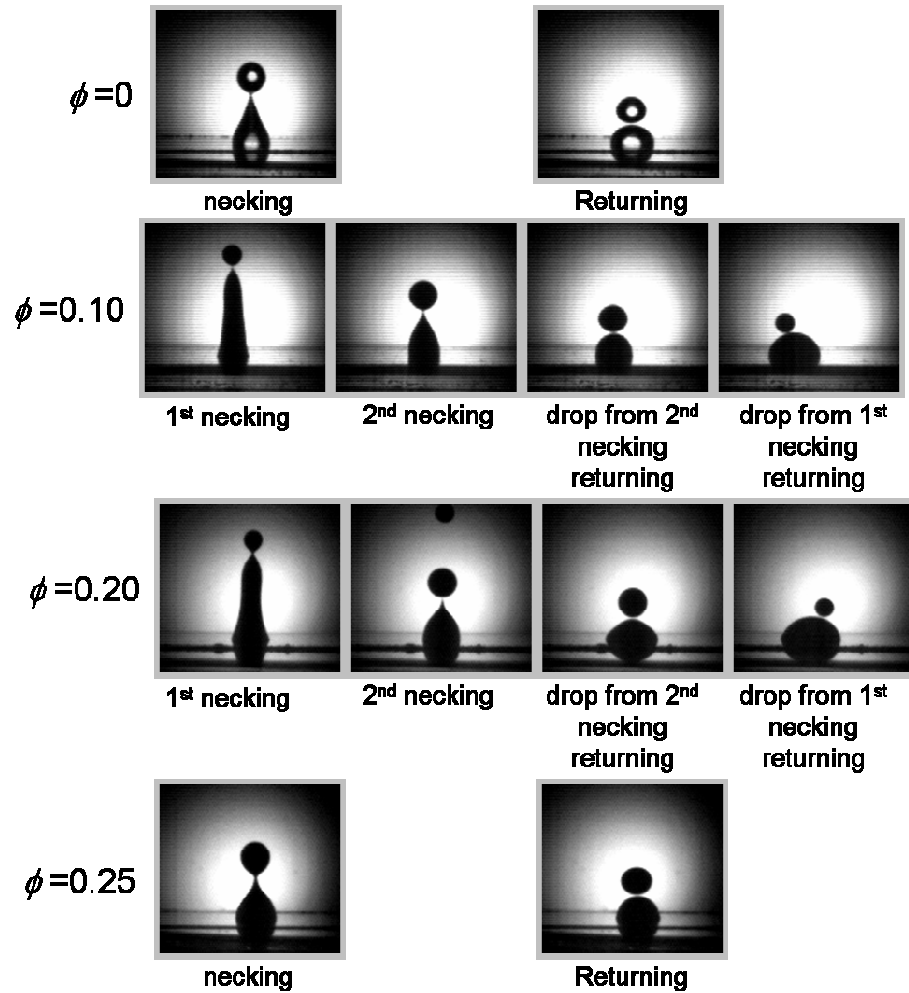 ϕ=0
necking Returning
ϕ=0.10
1st necking 2nd necking drop from 2nd drop from 1st
necking necking
returning returning
ϕ=0.20
1st necking 2nd necking drop from 2nd drop from 1st
necking necking
returning returning
ϕ=0.25
necking Returning